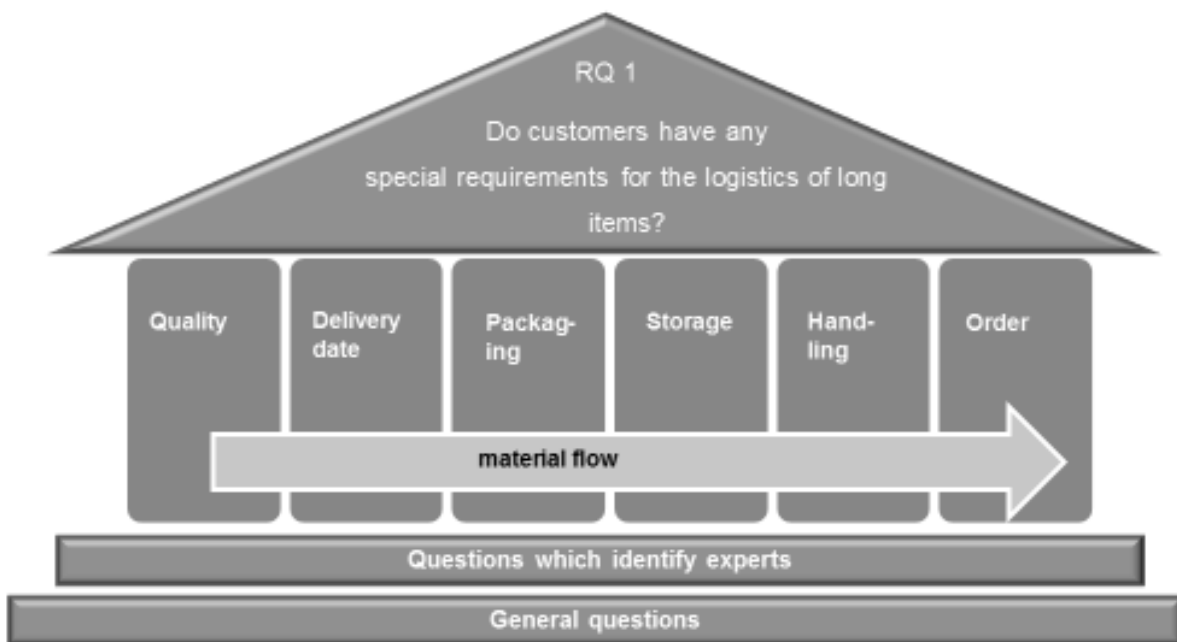 RQ 1
Do customers have any
special requirements for the logistics of long
items?
Quality
Delivery
date
Packag-
ing
Storage
Hand-
ling
Order
material flow
Questions which identify experts
General questions